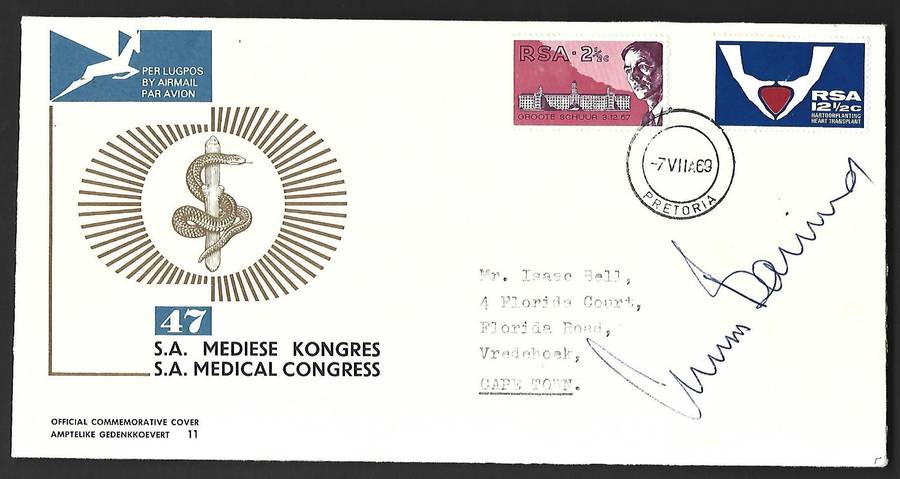 PER LUGPOS
BY AIRMAIL
PAR AVION
RSA · 2½c
GROOTE SCHUUR 3.12.67
RSA
12½c
HARTOORPLANTING
HEART TRANSPLANT
-7 VII A69
PRETORIA
Mr. Isaac Bell,
4 Florida Court,
Florida Road,
Vredehoek,
CAPE TOWN.
47
S.A. MEDIESE KONGRES
S.A. MEDICAL CONGRESS
OFFICIAL COMMEMORATIVE COVER
AMPTELIKE GEDENKKOEVERT 11